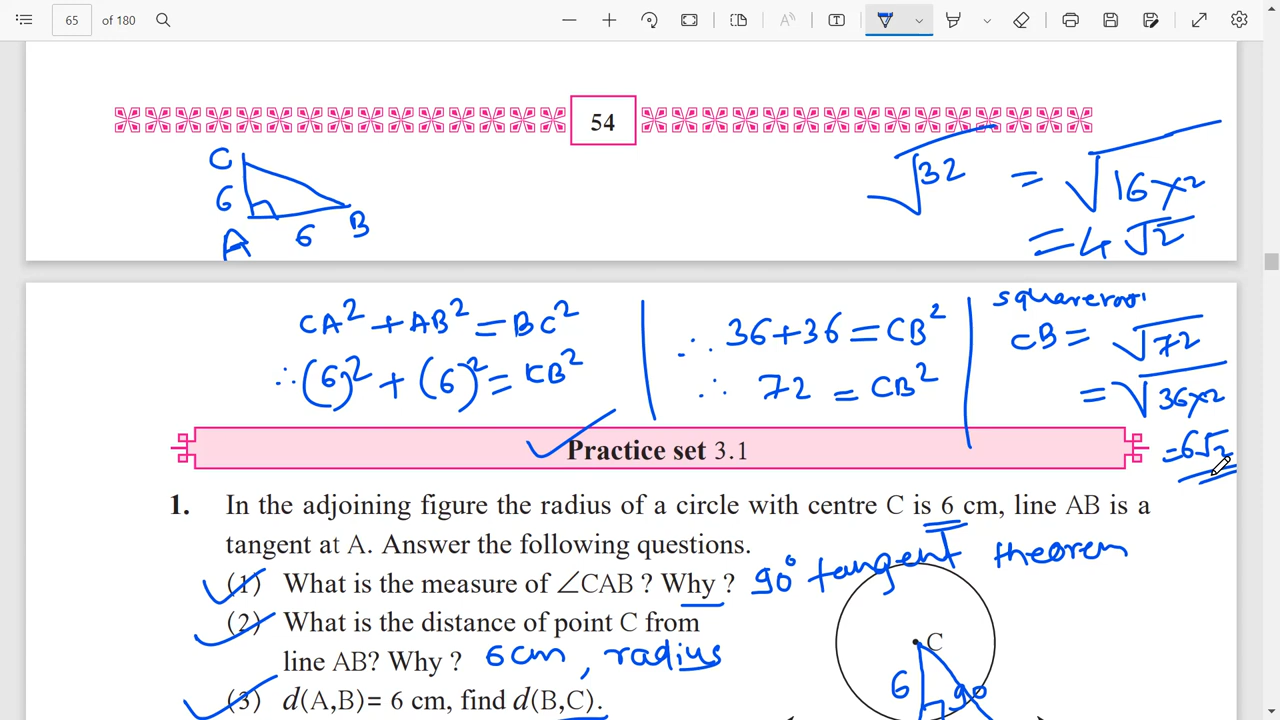 65 of 180
54
C
6
A 6 B
√32 = √16×2
= 4√2
CA² + AB² = BC²
∴ (6)² + (6)² = CB²
∴ 36+36 = CB²
∴ 72 = CB²
squareroot
CB = √72
= √36×2
= 6√2
Practice set 3.1
1. In the adjoining figure the radius of a circle with centre C is 6 cm, line AB is a
tangent at A. Answer the following questions.
(1) What is the measure of ∠CAB ? Why ? 90° tangent theorem
(2) What is the distance of point C from
line AB? Why ? 6cm, radius
(3) d(A,B)= 6 cm, find d(B,C).
C
6 90